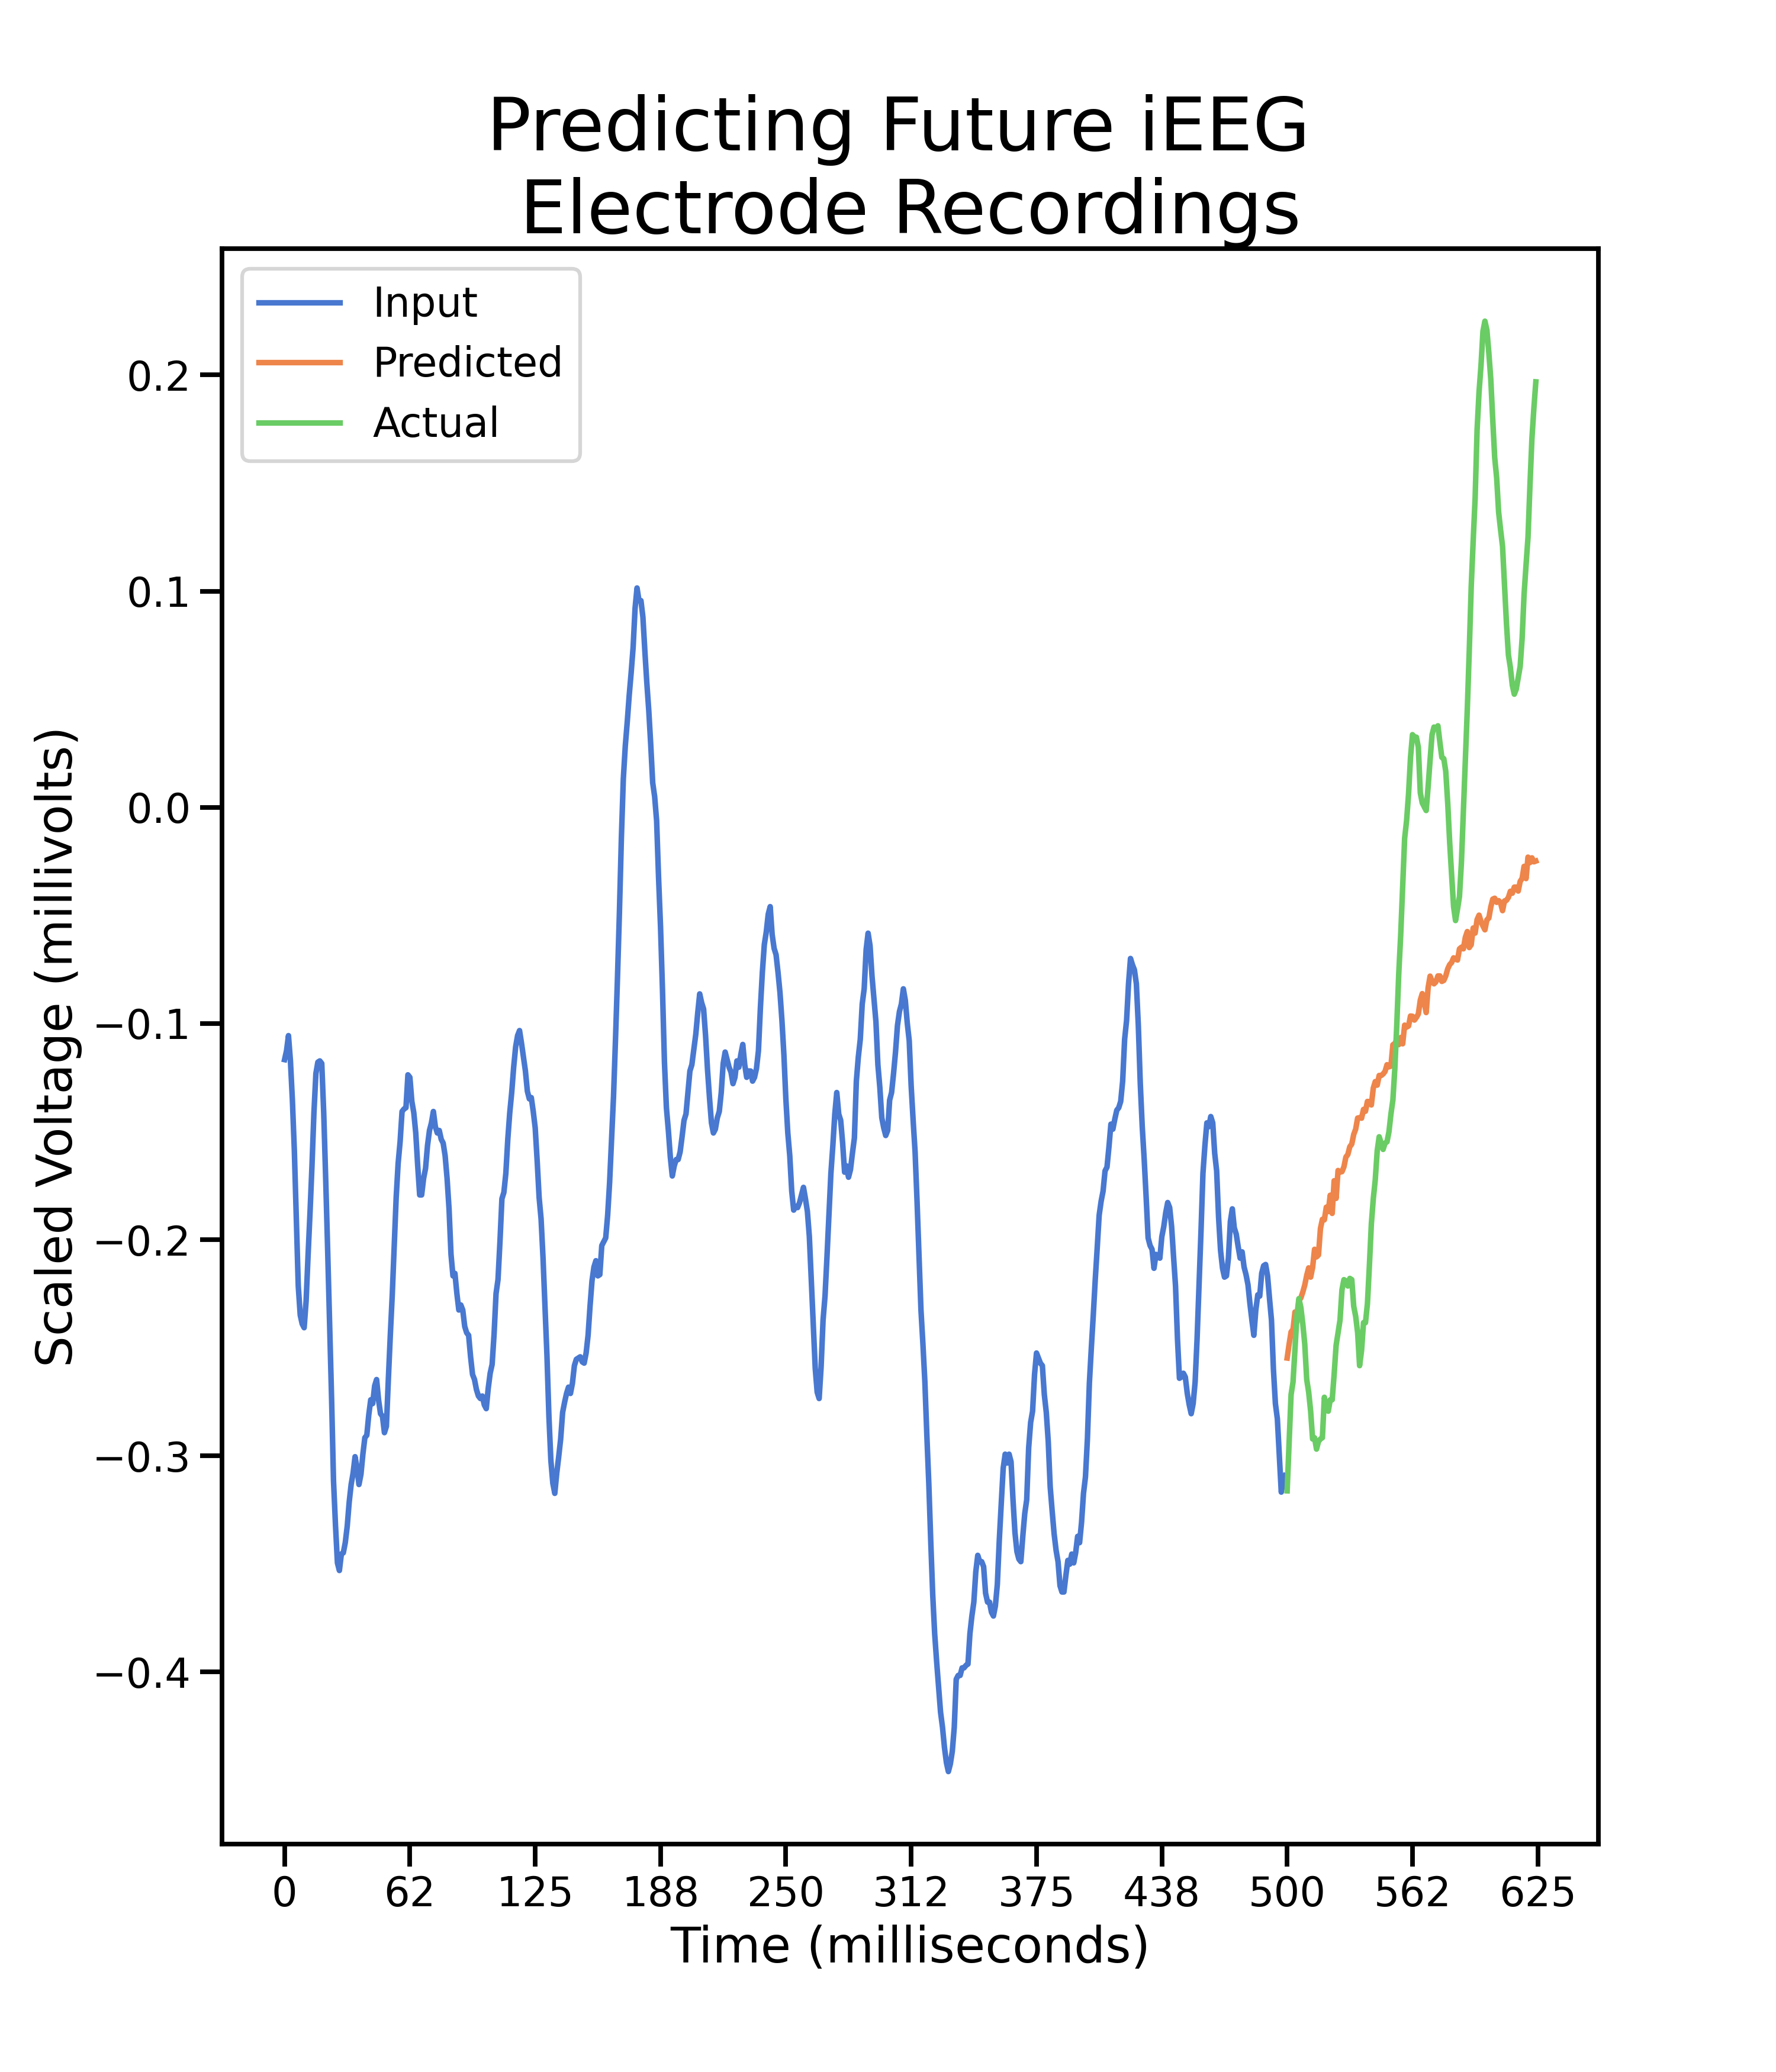 Predicting Future iEEG
Electrode Recordings
Input
Predicted
Actual
0.2
0.1
0.0
−0.1
−0.2
−0.3
−0.4
Scaled Voltage (millivolts)
0 62 125 188 250 312 375 438 500 562 625
Time (milliseconds)